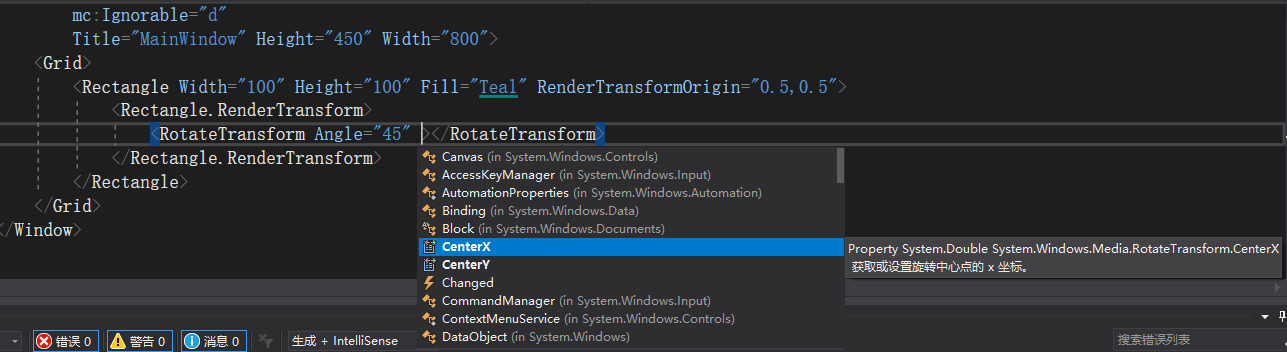 mc:Ignorable="d"
Title="MainWindow" Height="450" Width="800">
<Grid>
<Rectangle Width="100" Height="100" Fill="Teal" RenderTransformOrigin="0.5,0.5">
<Rectangle.RenderTransform>
<RotateTransform Angle="45" ></RotateTransform>
</Rectangle.RenderTransform>
</Rectangle>
</Grid>
</Window>
Canvas (in System.Windows.Controls)
AccessKeyManager (in System.Windows.Input)
AutomationProperties (in System.Windows.Automation)
Binding (in System.Windows.Data)
Block (in System.Windows.Documents)
CenterX
CenterY
Changed
CommandManager (in System.Windows.Input)
ContextMenuService (in System.Windows.Controls)
DataObject (in System.Windows)
Property System.Double System.Windows.Media.RotateTransform.CenterX
获取或设置旋转中心点的 x 坐标。
错误 0
警告 0
消息 0
生成 + IntelliSense
搜索错误列表